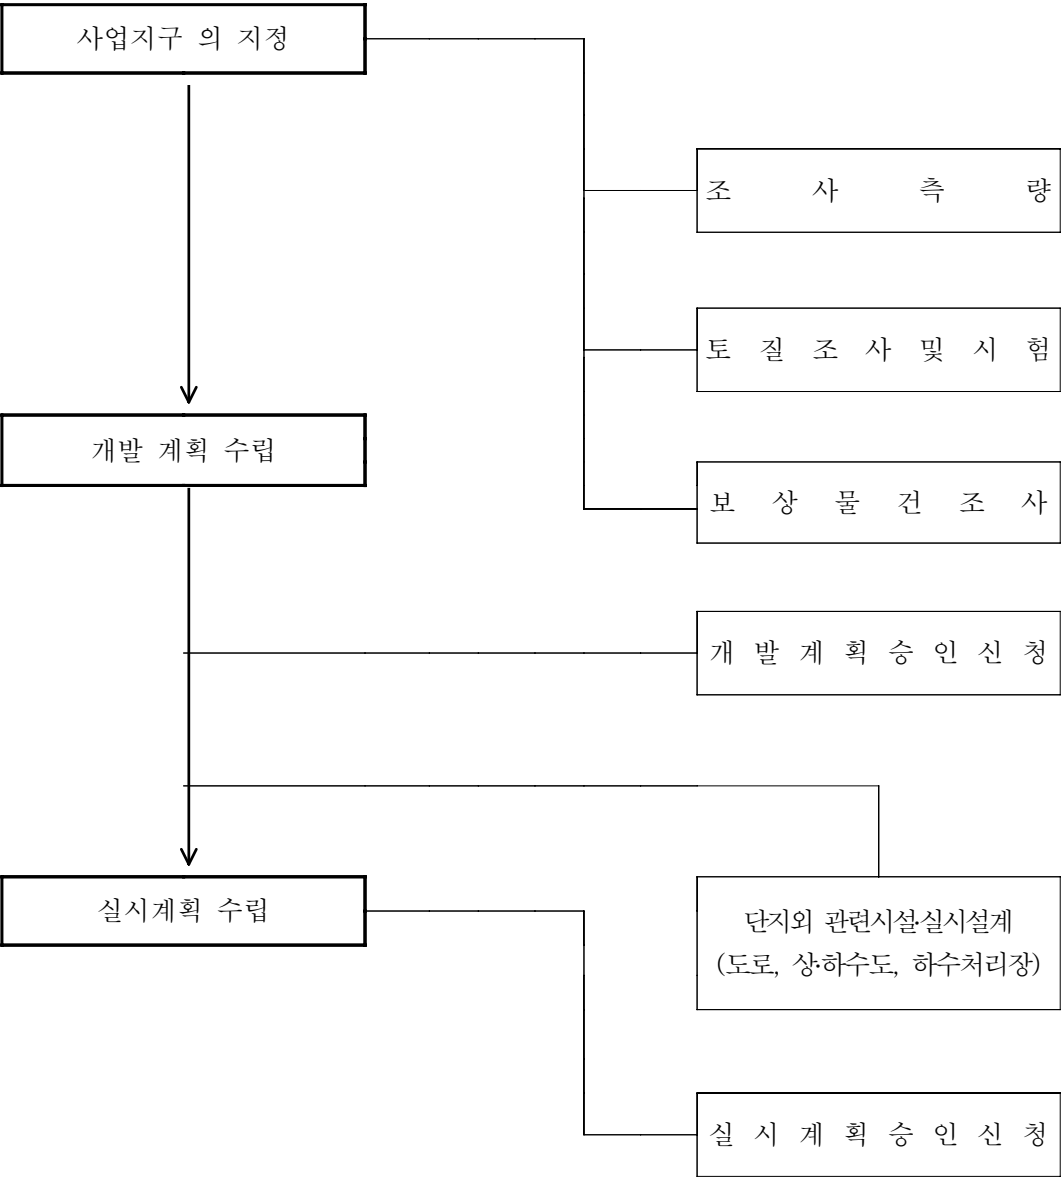 사업지구 의 지정
조 사 측 량
토 질 조 사 및 시 험
개발 계획 수립
보 상 물 건 조 사
개 발 계 획 승 인 신 청
실시계획 수립
단지외 관련시설·실시설계
(도로, 상·하수도, 하수처리장)
실 시 계 획 승 인 신 청